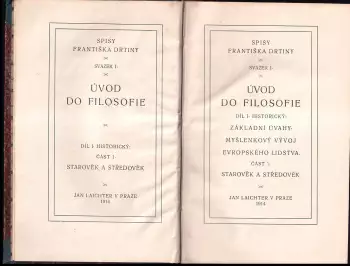 SPISY
FRANTIŠKA DRTINY
SVAZEK I:
ÚVOD
DO FILOSOFIE
DÍL I: HISTORICKÝ:
ČÁST I:
STAROVĚK A STŘEDOVĚK
JAN LAICHTER V PRAZE
1914
SPISY
FRANTIŠKA DRTINY
SVAZEK I:
ÚVOD
DO FILOSOFIE
DÍL I: HISTORICKÝ:
ZÁKLADNÍ ÚVAHY:
MYŠLENKOVÝ VÝVOJ
EVROPSKÉHO LIDSTVA.
ČÁST I:
STAROVĚK A STŘEDOVĚK
JAN LAICHTER V PRAZE
1914